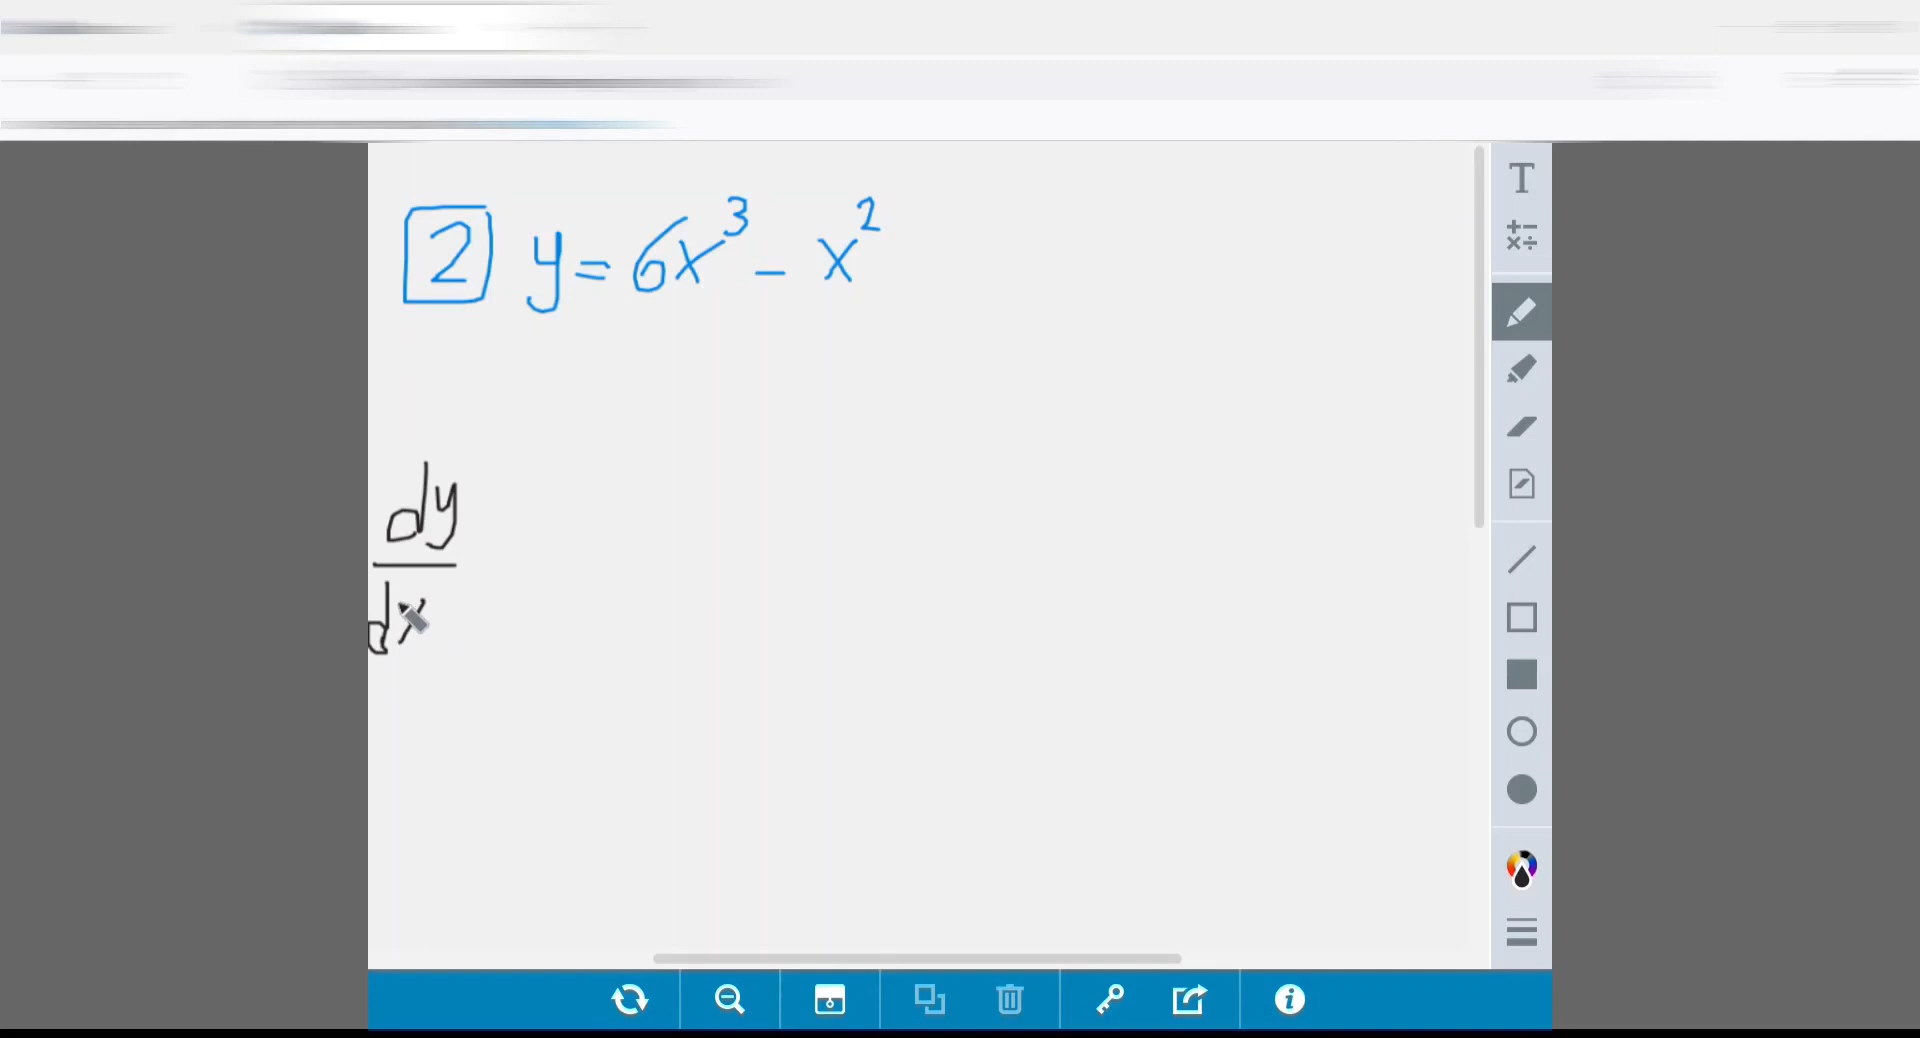 2 y = 6x³ - x²
dy
dx
T